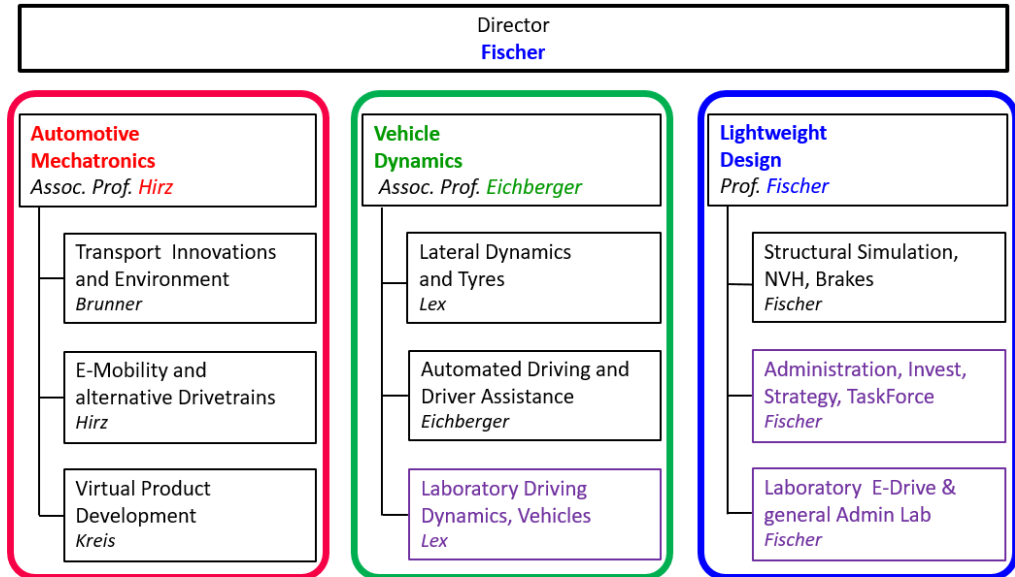 Director
Fischer
Automotive
Mechatronics
Assoc. Prof. Hirz
Transport Innovations
and Environment
Brunner
E-Mobility and
alternative Drivetrains
Hirz
Virtual Product
Development
Kreis
Vehicle
Dynamics
Assoc. Prof. Eichberger
Lateral Dynamics
and Tyres
Lex
Automated Driving and
Driver Assistance
Eichberger
Laboratory Driving
Dynamics, Vehicles
Lex
Lightweight
Design
Prof. Fischer
Structural Simulation,
NVH, Brakes
Fischer
Administration, Invest,
Strategy, TaskForce
Fischer
Laboratory E-Drive &
general Admin Lab
Fischer